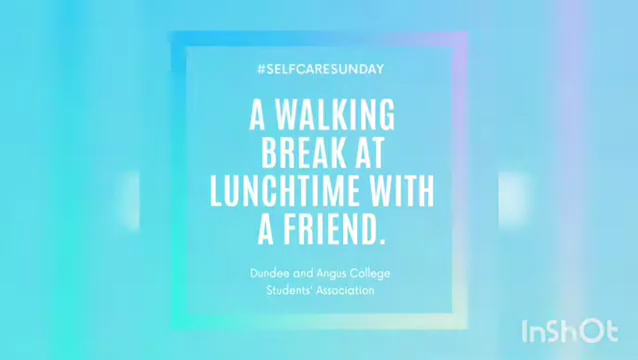 #SELFCARESUNDAY
A WALKING
BREAK AT
LUNCHTIME WITH
A FRIEND.
Dundee and Angus College
Students' Association
InShOt